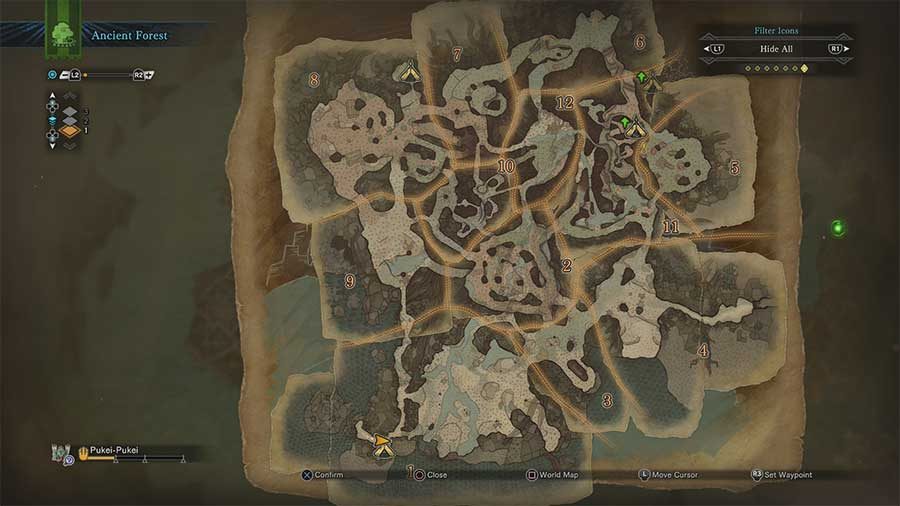 Ancient Forest
Filter Icons
L1 Hide All R1
L2 R2
3
2
1
7
6
8
12
10
5
11
2
9
4
3
1
Pukei-Pukei
Confirm
Close
World Map
L Move Cursor
R3 Set Waypoint